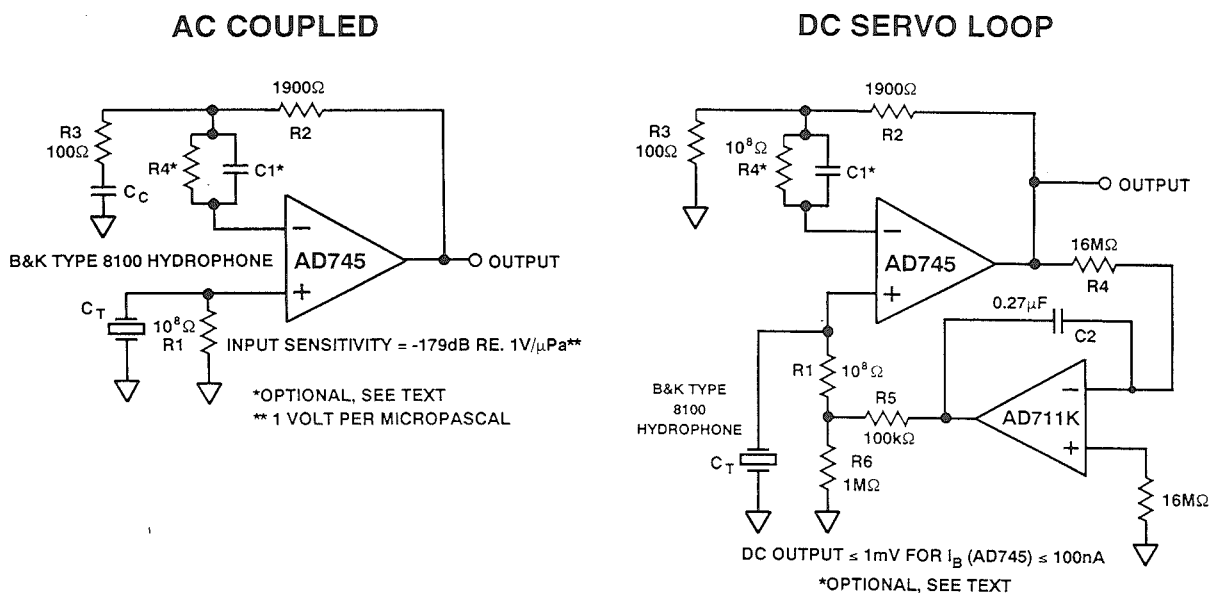 AC COUPLED
1900Ω
R2
R3
100Ω
R4*
C1*
CC
AD745
OUTPUT
B&K TYPE 8100 HYDROPHONE
CT
10⁸Ω
R1
INPUT SENSITIVITY = -179dB RE. 1V/μPa**
*OPTIONAL, SEE TEXT
** 1 VOLT PER MICROPASCAL
DC SERVO LOOP
1900Ω
R2
R3
100Ω
10⁸Ω
R4*
C1*
OUTPUT
AD745
16MΩ
R4
0.27μF
C2
R1
10⁸Ω
B&K TYPE
8100
HYDROPHONE
R5
100kΩ
AD711K
CT
R6
1MΩ
16MΩ
DC OUTPUT ≤ 1mV FOR IB (AD745) ≤ 100nA
*OPTIONAL, SEE TEXT